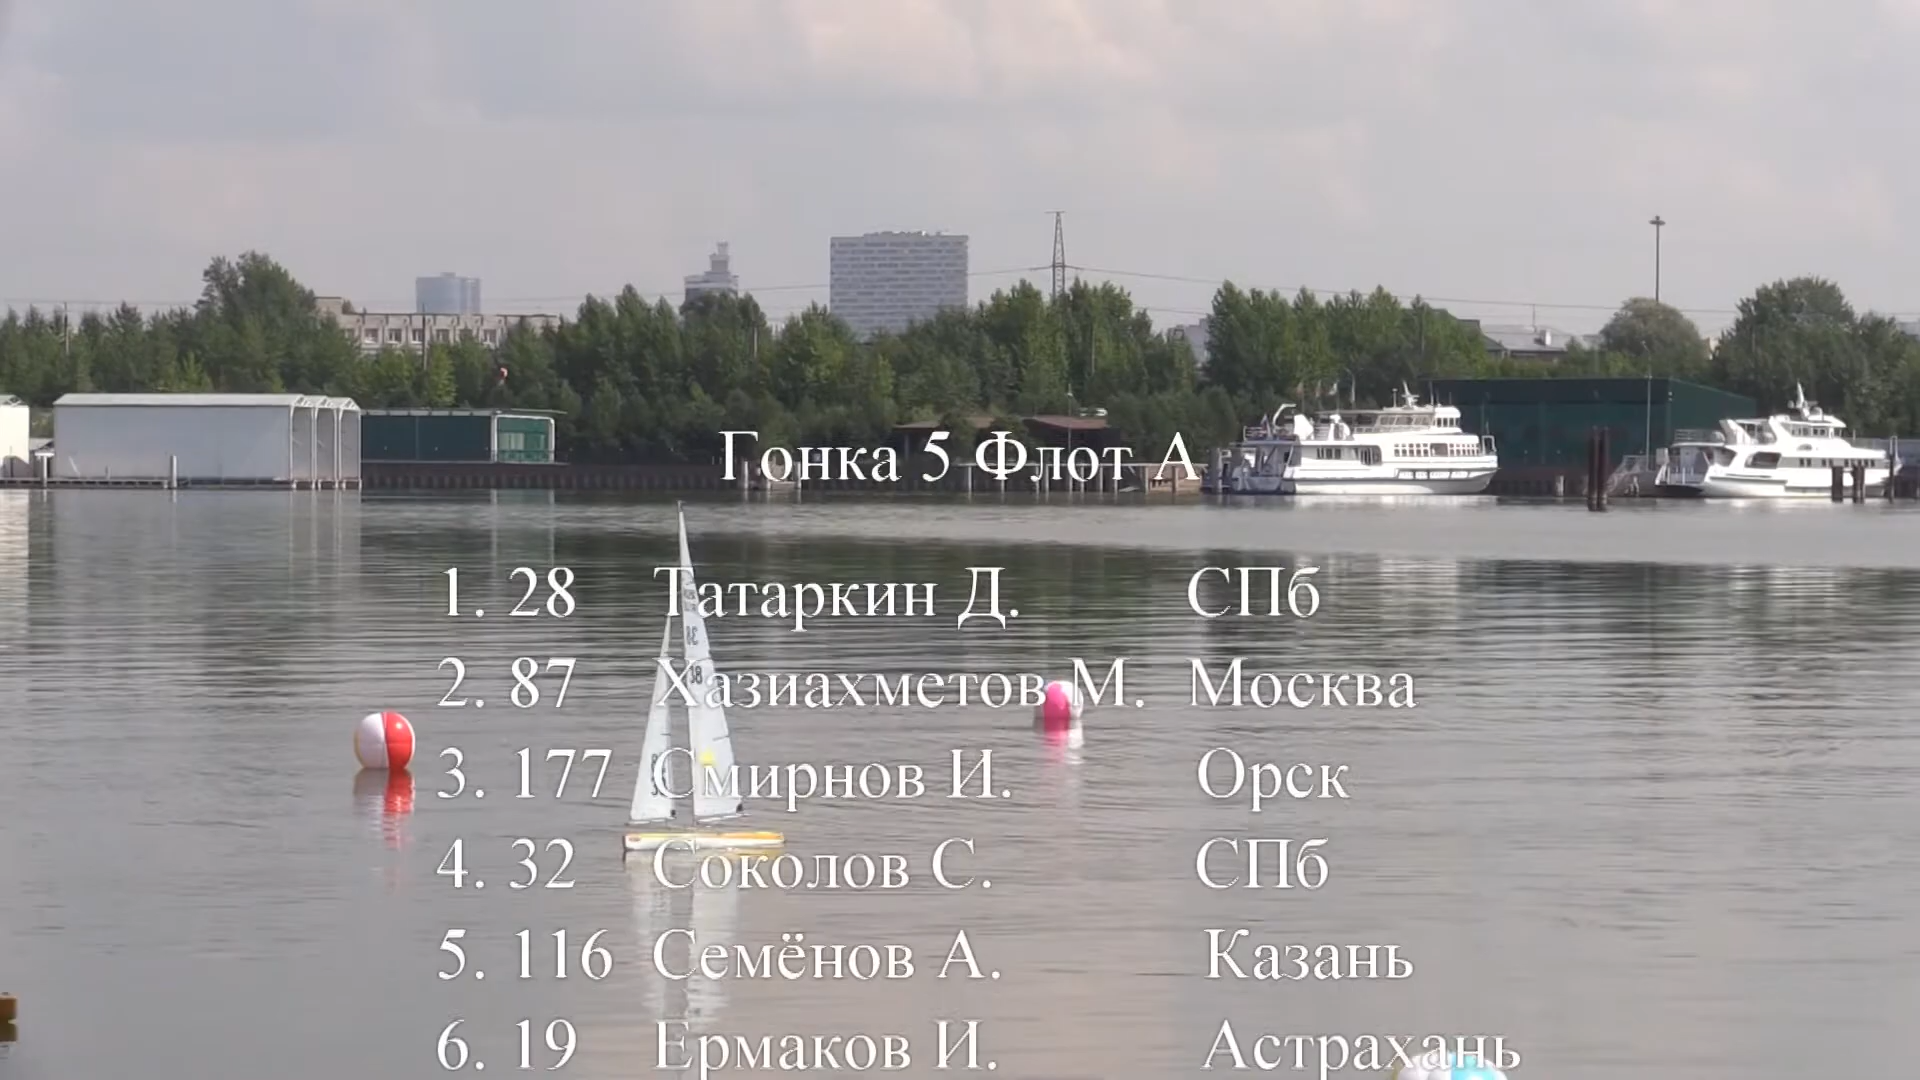 Гонка 5 Флот А
1. 28 Татаркин Д. СПб
2. 87 Хазиахметов М. Москва
3. 177 Смирнов И. Орск
4. 32 Соколов С. СПб
5. 116 Семёнов А. Казань
6. 19 Ермаков И. Астрахань
38